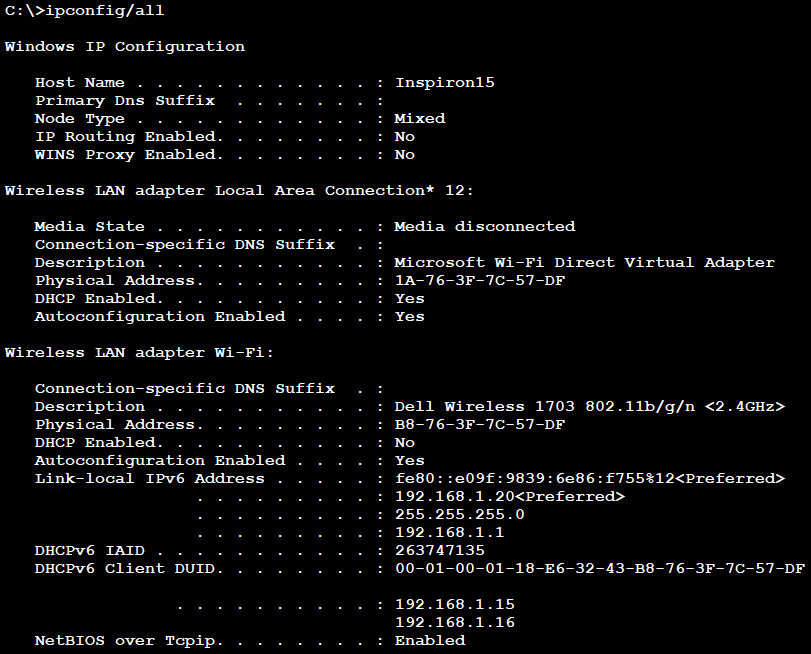 C:\>ipconfig/all
Windows IP Configuration
Host Name . . . . . . . . . . . . : Inspiron15
Primary Dns Suffix  . . . . . . . :
Node Type . . . . . . . . . . . . : Mixed
IP Routing Enabled. . . . . . . . : No
WINS Proxy Enabled. . . . . . . . : No
Wireless LAN adapter Local Area Connection* 12:
Media State . . . . . . . . . . . : Media disconnected
Connection-specific DNS Suffix  . :
Description . . . . . . . . . . . : Microsoft Wi-Fi Direct Virtual Adapter
Physical Address. . . . . . . . . : 1A-76-3F-7C-57-DF
DHCP Enabled. . . . . . . . . . . : Yes
Autoconfiguration Enabled . . . . : Yes
Wireless LAN adapter Wi-Fi:
Connection-specific DNS Suffix  . :
Description . . . . . . . . . . . : Dell Wireless 1703 802.11b/g/n <2.4GHz>
Physical Address. . . . . . . . . : B8-76-3F-7C-57-DF
DHCP Enabled. . . . . . . . . . . : No
Autoconfiguration Enabled . . . . : Yes
Link-local IPv6 Address . . . . . : fe80::e09f:9839:6e86:f755%12<Preferred>
. . . . . . . . . : 192.168.1.20<Preferred>
. . . . . . . . . : 255.255.255.0
. . . . . . . . . : 192.168.1.1
DHCPv6 IAID . . . . . . . . . . . : 263747135
DHCPv6 Client DUID. . . . . . . . : 00-01-00-01-18-E6-32-43-B8-76-3F-7C-57-DF
. . . . . . . . . . : 192.168.1.15
192.168.1.16
NetBIOS over Tcpip. . . . . . . . : Enabled